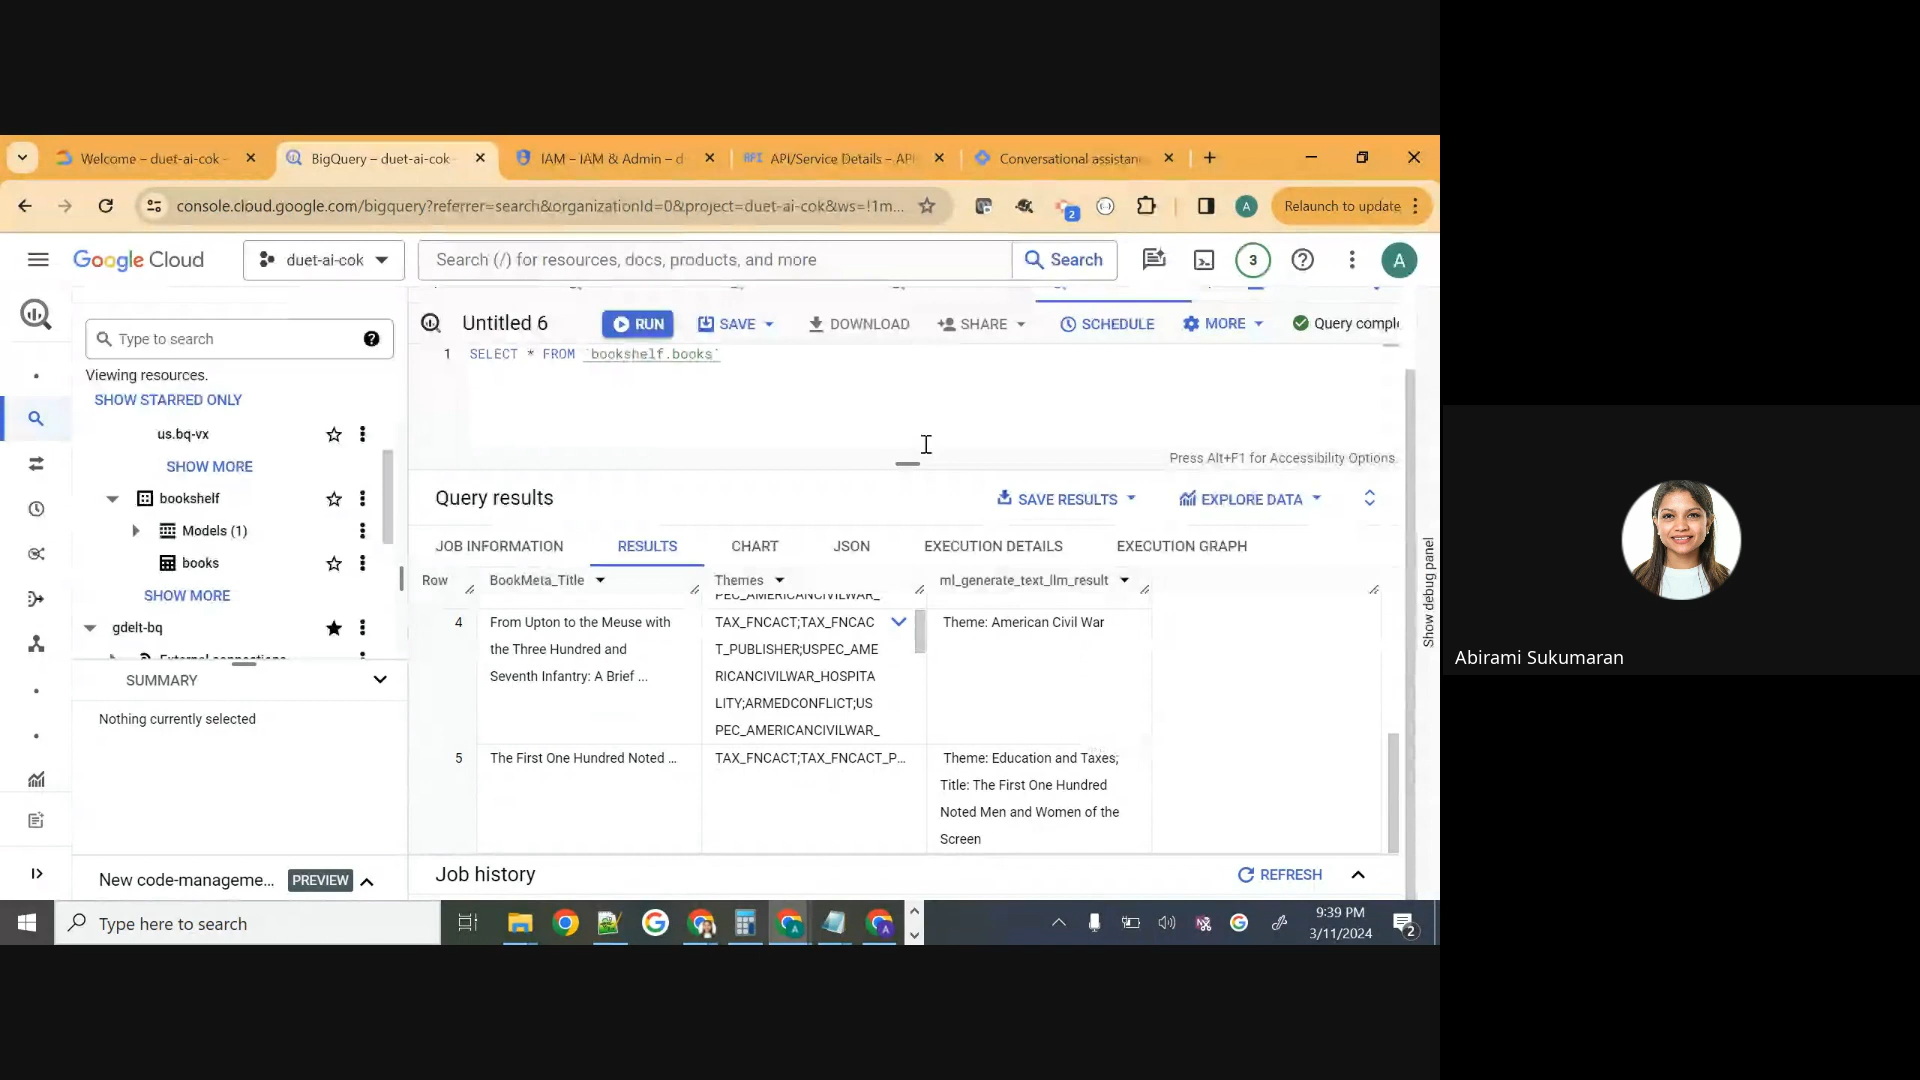 Welcome – duet-ai-cok -
BigQuery – duet-ai-cok-
IAM – IAM & Admin – d
API/Service Details – API
Conversational assistan
console.cloud.google.com/bigquery?referrer=search&organizationId=0&project=duet-ai-cok&ws=!1m...
2
A
Relaunch to update
Google Cloud
duet-ai-cok
Search (/) for resources, docs, products, and more
Search
3
A
Untitled 6
RUN
SAVE
DOWNLOAD
SHARE
SCHEDULE
MORE
Query comple
Type to search
Viewing resources.
SHOW STARRED ONLY
us.bq-vx
SHOW MORE
bookshelf
Models (1)
books
SHOW MORE
gdelt-bq
SUMMARY
Nothing currently selected
New code-manageme...
PREVIEW
1 SELECT * FROM `bookshelf.books`
Press Alt+F1 for Accessibility Options.
Query results
SAVE RESULTS
EXPLORE DATA
JOB INFORMATION
RESULTS
CHART
JSON
EXECUTION DETAILS
EXECUTION GRAPH
Row
BookMeta_Title
Themes
ml_generate_text_llm_result
PEC_AMERICANCIVILWAR_
4
From Upton to the Meuse with
the Three Hundred and
Seventh Infantry: A Brief ...
TAX_FNCACT;TAX_FNCAC
T_PUBLISHER;USPEC_AME
RICANCIVILWAR_HOSPITA
LITY;ARMEDCONFLICT;US
PEC_AMERICANCIVILWAR_
Theme: American Civil War
5
The First One Hundred Noted ...
TAX_FNCACT;TAX_FNCACT_P...
Theme: Education and Taxes;
Title: The First One Hundred
Noted Men and Women of the
Screen
Job history
REFRESH
Show debug panel
Type here to search
9:39 PM
3/11/2024
2
Abirami Sukumaran